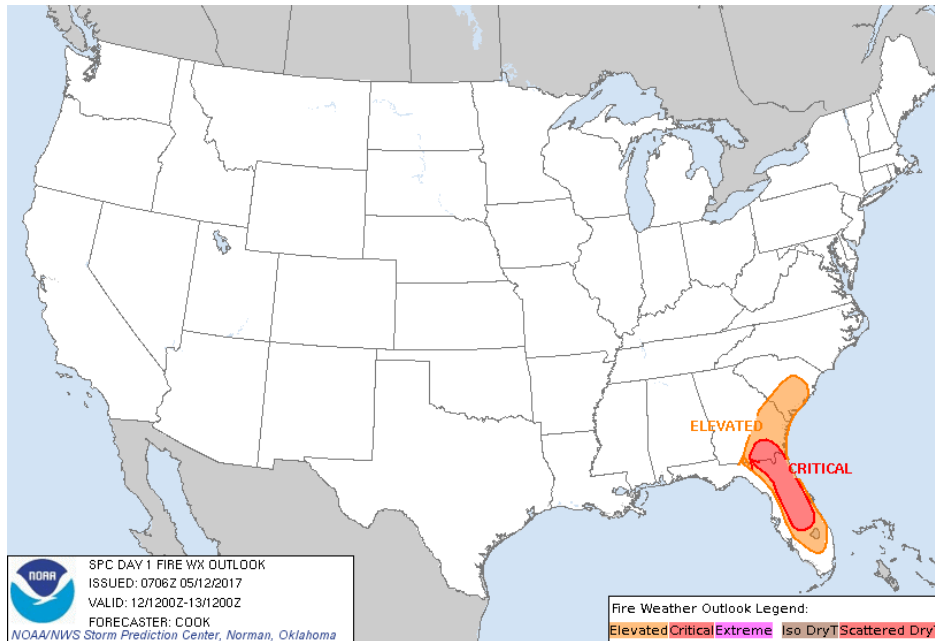 ELEVATED
CRITICAL
NOAA
SPC DAY 1 FIRE WX OUTLOOK
ISSUED: 0706Z 05/12/2017
VALID: 12/1200Z-13/1200Z
FORECASTER: COOK
NOAA/NWS Storm Prediction Center, Norman, Oklahoma
Fire Weather Outlook Legend:
Elevated Critical Extreme Iso DryT Scattered Dry